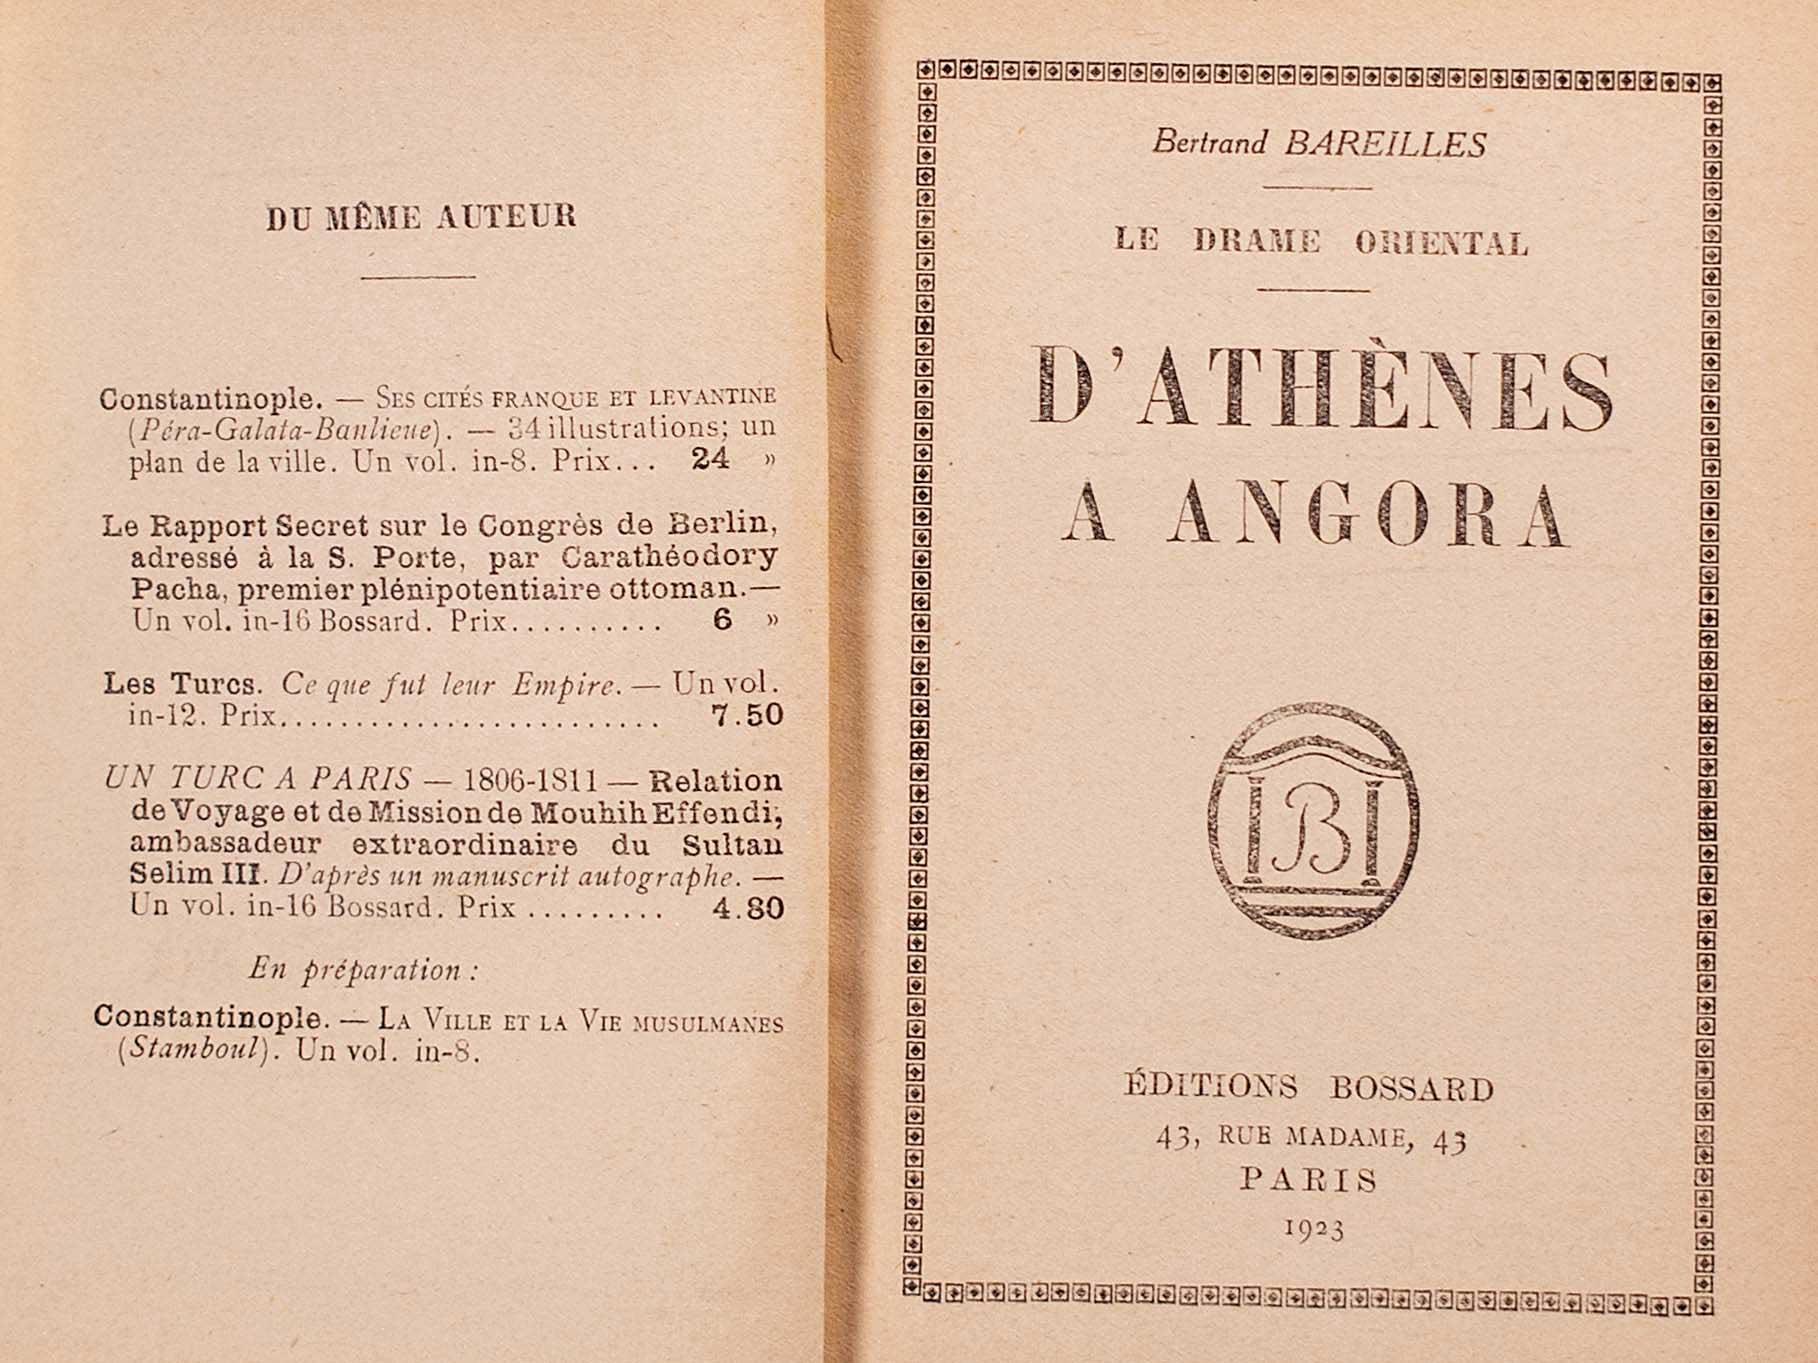 DU MÊME AUTEUR
Constantinople. — SES CITÉS FRANQUE ET LEVANTINE
(Péra-Galata-Banlieue). — 34 illustrations; un
plan de la ville. Un vol. in-8. Prix... 24 »
Le Rapport Secret sur le Congrès de Berlin,
adressé à la S. Porte, par Carathéodory
Pacha, premier plénipotentiaire ottoman. —
Un vol. in-16 Bossard. Prix.......... 6 »
Les Turcs. Ce que fut leur Empire. — Un vol.
in-12. Prix.......................... 7.50
UN TURC A PARIS — 1806-1811 — Relation
de Voyage et de Mission de Mouhih Effendi,
ambassadeur extraordinaire du Sultan
Selim III. D'après un manuscrit autographe. —
Un vol. in-16 Bossard. Prix ......... 4.80
En préparation :
Constantinople. — LA VILLE ET LA VIE MUSULMANES
(Stamboul). Un vol. in-8.
Bertrand BAREILLES
LE DRAME ORIENTAL
D'ATHÈNES
A ANGORA
B
ÉDITIONS BOSSARD
43, RUE MADAME, 43
PARIS
1923